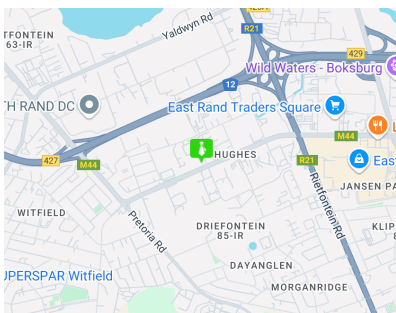 Yaldwyn Rd
R21
TFONTEIN
63-IR
429
Wild Waters - Boksburg
12
TH RAND DC
East Rand Traders Square
M44
427
M44
HUGHES
R21
East
JANSEN PA
Rietfontein Rd
WITFIELD
Pretoria Rd
DRIEFONTEIN
85-IR
KLIP
8
DAYANGLEN
UPERSPAR Witfield
MORGANRIDGE